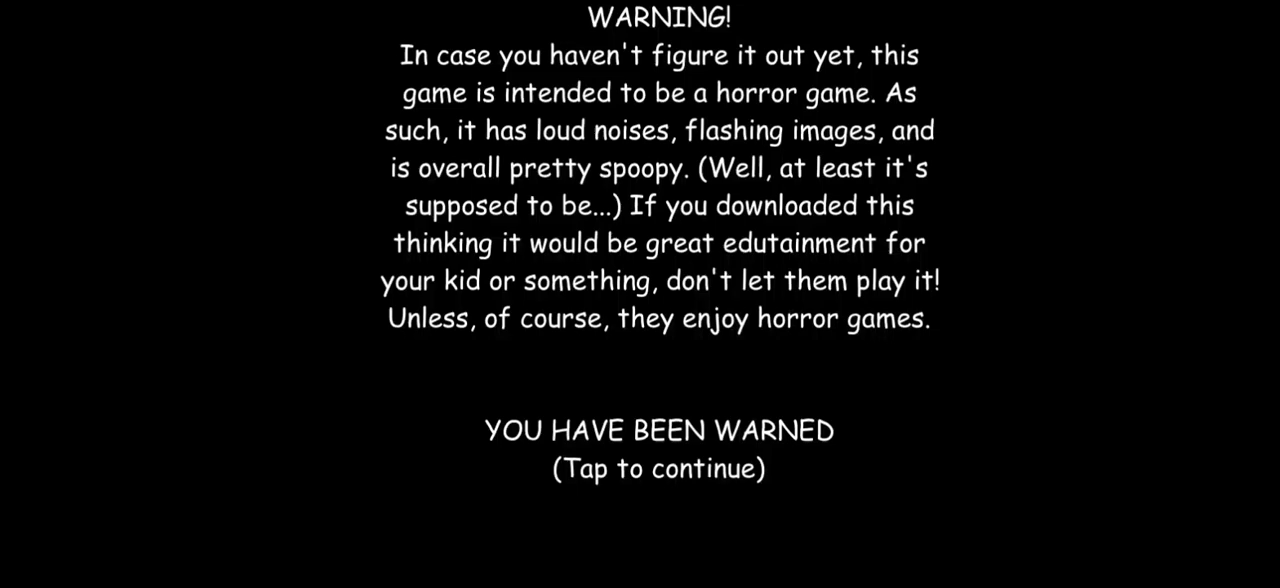 WARNING!
In case you haven't figure it out yet, this
game is intended to be a horror game. As
such, it has loud noises, flashing images, and
is overall pretty spoopy. (Well, at least it's
supposed to be...) If you downloaded this
thinking it would be great edutainment for
your kid or something, don't let them play it!
Unless, of course, they enjoy horror games.
YOU HAVE BEEN WARNED
(Tap to continue)